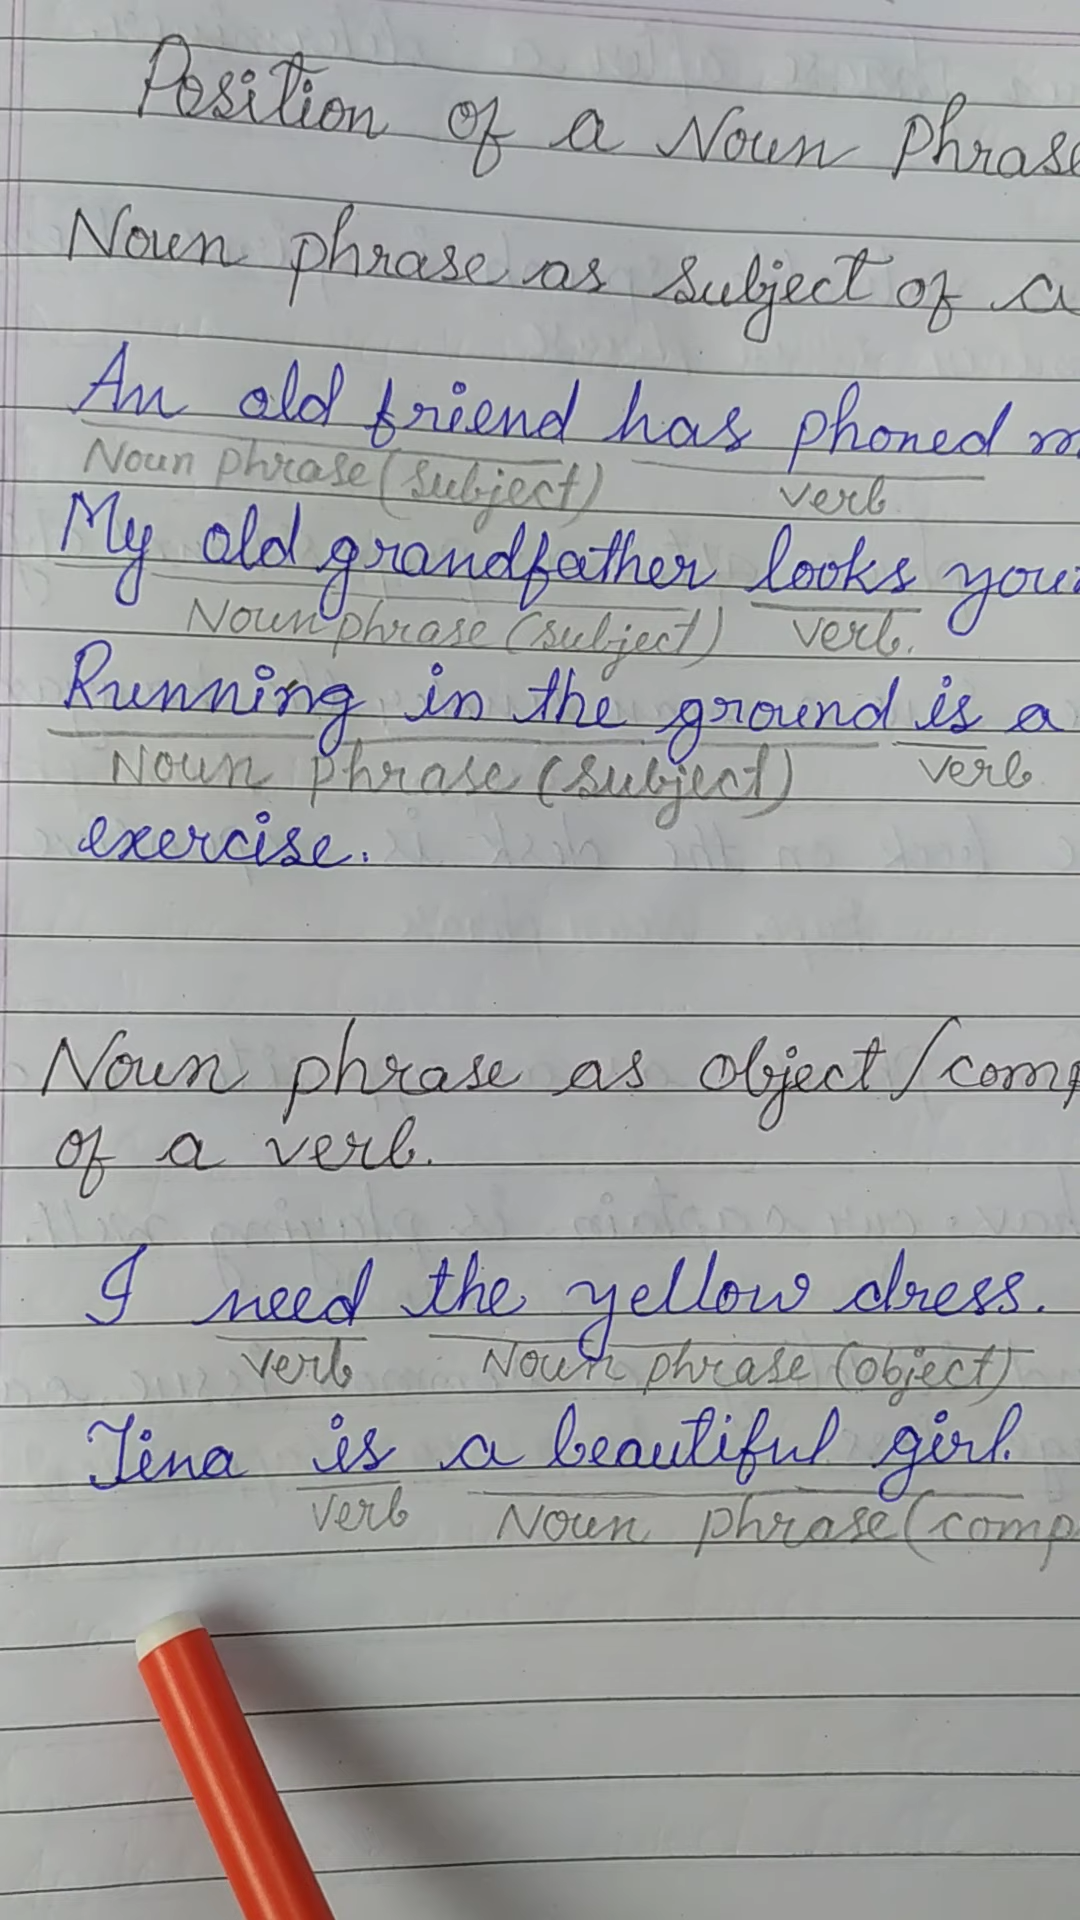 Position of a Noun Phrase
Noun phrase as subject of a
An old friend has phoned
Noun phrase (subject) verb
My old grandfather looks
Noun phrase (subject) verb.
Running in the ground is a
Noun phrase (subject) verb
exercise.
Noun phrase as object/comp
of a verb.
I need the yellow dress.
verb Noun phrase (object)
Tina is a beautiful girl.
verb Noun phrase (comp